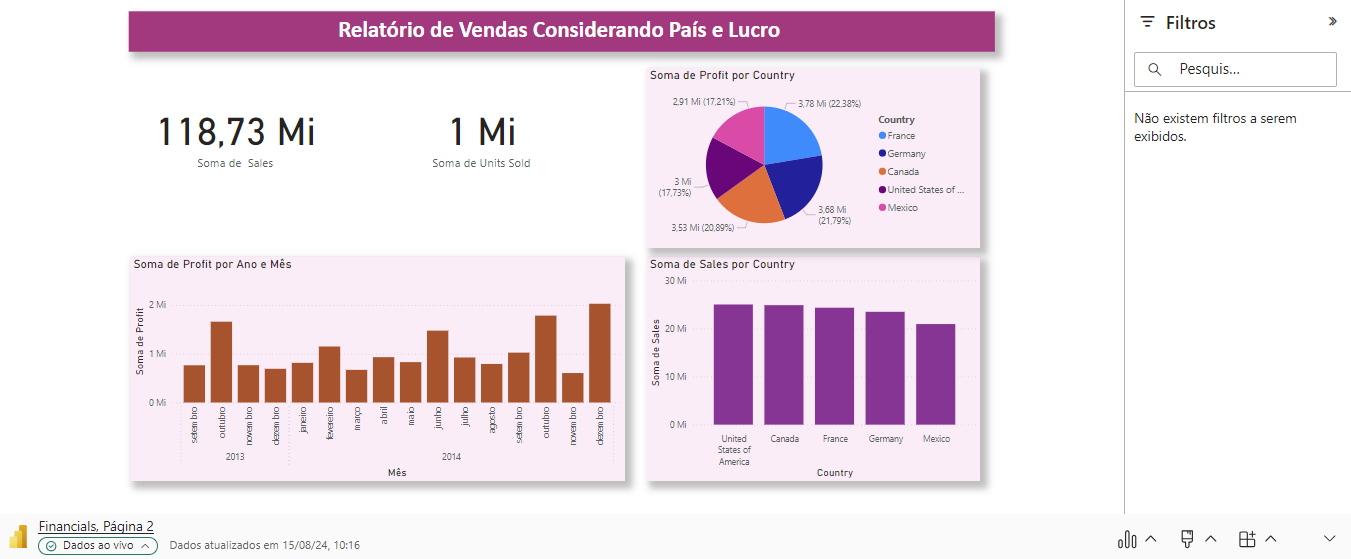 Relatório de Vendas Considerando País e Lucro
118,73 Mi
Soma de Sales
1 Mi
Soma de Units Sold
Soma de Profit por Country
2,91 Mi (17,21%)
3,78 Mi (22,38%)
3 Mi
(17,73%)
3,68 Mi
(21,79%)
3,53 Mi (20,89%)
Country
France
Germany
Canada
United States of ...
Mexico
Soma de Profit por Ano e Mês
Soma de Profit
2 Mi
1 Mi
0 Mi
setembro
outubro
novembro
dezembro
janeiro
fevereiro
março
abril
maio
junho
julho
agosto
setembro
outubro
novembro
dezembro
2013
2014
Mês
Soma de Sales por Country
Soma de Sales
30 Mi
20 Mi
10 Mi
0 Mi
United
States of
America
Canada
France
Germany
Mexico
Country
Filtros
Pesquis...
Não existem filtros a serem
exibidos.
Financials, Página 2
Dados ao vivo
Dados atualizados em 15/08/24, 10:16